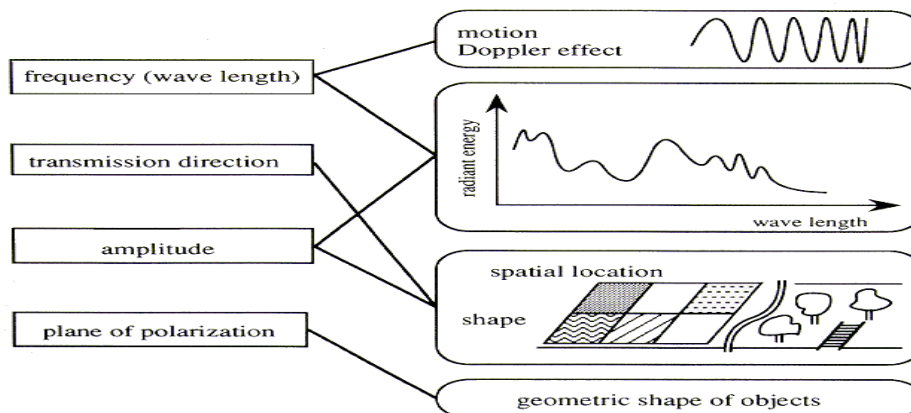 frequency (wave length)
transmission direction
amplitude
plane of polarization
motion
Doppler effect
radiant energy
wave length
spatial location
shape
geometric shape of objects